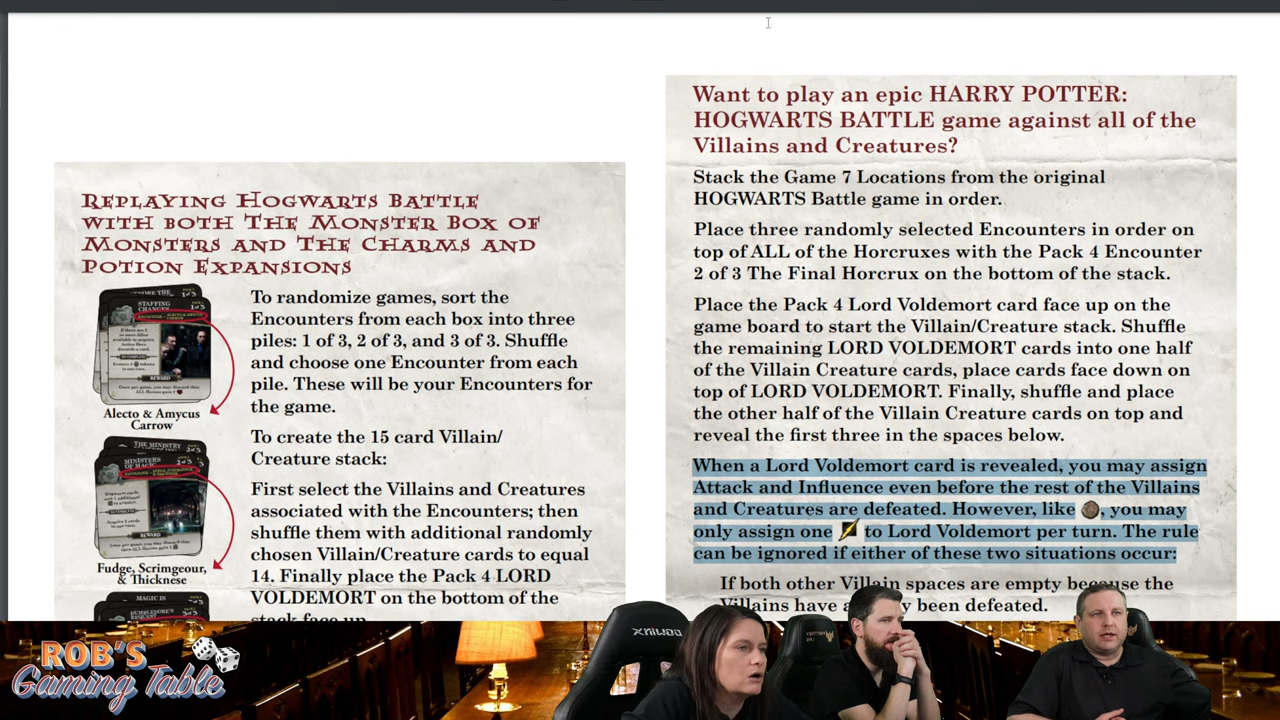 REPLAYING HOGWARTS BATTLE
WITH BOTH THE MONSTER BOX OF
MONSTERS AND THE CHARMS AND
POTION EXPANSIONS
STAFFING
CHANGES
REWARD
Alecto & Amycus
Carrow
MINISTERS
OF MAGIC
REWARD
Fudge, Scrimgeour,
& Thicknese
MAGIC IS
To randomize games, sort the
Encounters from each box into three
piles: 1 of 3, 2 of 3, and 3 of 3. Shuffle
and choose one Encounter from each
pile. These will be your Encounters for
the game.
To create the 15 card Villain/
Creature stack:
First select the Villains and Creatures
associated with the Encounters; then
shuffle them with additional randomly
chosen Villain/Creature cards to equal
14. Finally place the Pack 4 LORD
VOLDEMORT on the bottom of the
stack face up.
Want to play an epic HARRY POTTER:
HOGWARTS BATTLE game against all of the
Villains and Creatures?
Stack the Game 7 Locations from the original
HOGWARTS Battle game in order.
Place three randomly selected Encounters in order on
top of ALL of the Horcruxes with the Pack 4 Encounter
2 of 3 The Final Horcrux on the bottom of the stack.
Place the Pack 4 Lord Voldemort card face up on the
game board to start the Villain/Creature stack. Shuffle
the remaining LORD VOLDEMORT cards into one half
of the Villain Creature cards, place cards face down on
top of LORD VOLDEMORT. Finally, shuffle and place
the other half of the Villain Creature cards on top and
reveal the first three in the spaces below.
When a Lord Voldemort card is revealed, you may assign
Attack and Influence even before the rest of the Villains
and Creatures are defeated. However, like , you may
only assign one to Lord Voldemort per turn. The rule
can be ignored if either of these two situations occur:
If both other Villain spaces are empty because the
Villains have already been defeated.
ROB'S
Gaming Table